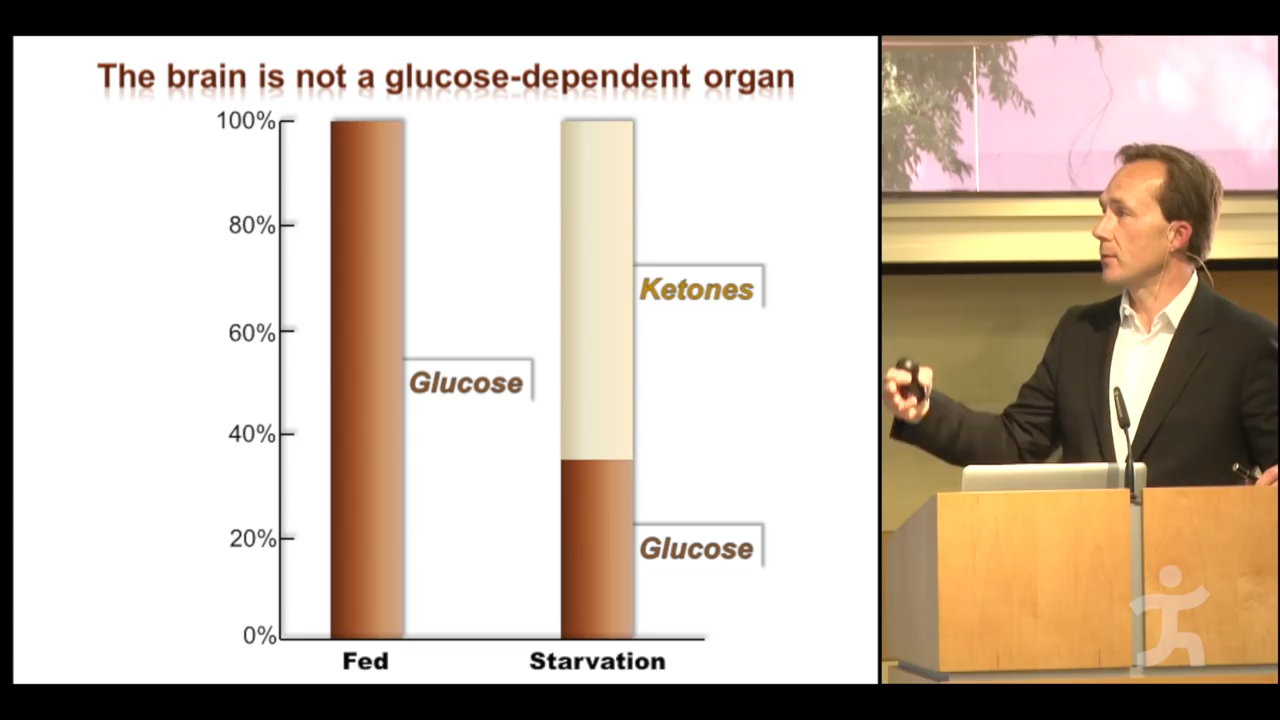 The brain is not a glucose-dependent organ
100%
80%
Ketones
60%
Glucose
40%
20%
Glucose
0%
Fed
Starvation